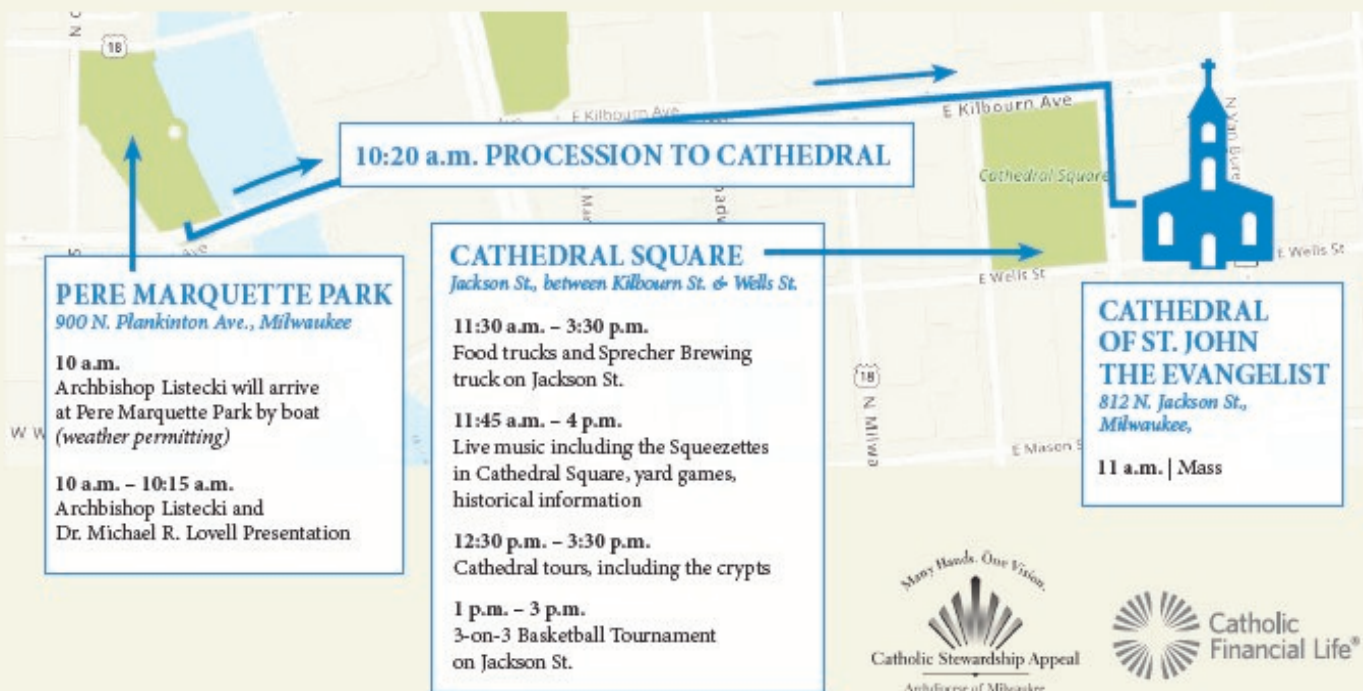 18
E Kilbourn Ave
E Kilbourn Ave
Cathedral Square
E Wells St
E Wells St
18
N Milwa
E Mason S
10:20 a.m. PROCESSION TO CATHEDRAL
PERE MARQUETTE PARK
900 N. Plankinton Ave., Milwaukee
10 a.m.
Archbishop Listecki will arrive
at Pere Marquette Park by boat
(weather permitting)
10 a.m. – 10:15 a.m.
Archbishop Listecki and
Dr. Michael R. Lovell Presentation
CATHEDRAL SQUARE
Jackson St., between Kilbourn St. & Wells St.
11:30 a.m. – 3:30 p.m.
Food trucks and Sprecher Brewing
truck on Jackson St.
11:45 a.m. – 4 p.m.
Live music including the Squeezettes
in Cathedral Square, yard games,
historical information
12:30 p.m. – 3:30 p.m.
Cathedral tours, including the crypts
1 p.m. – 3 p.m.
3-on-3 Basketball Tournament
on Jackson St.
CATHEDRAL
OF ST. JOHN
THE EVANGELIST
812 N. Jackson St.,
Milwaukee,
11 a.m. | Mass
Many Hands. One Vision.
Catholic Stewardship Appeal
Archdiocese of Milwaukee
Catholic
Financial Life®